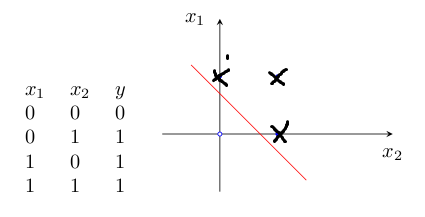 x₁
x₁ x₂ y
0 0 0
0 1 1
1 0 1
1 1 1
x₂